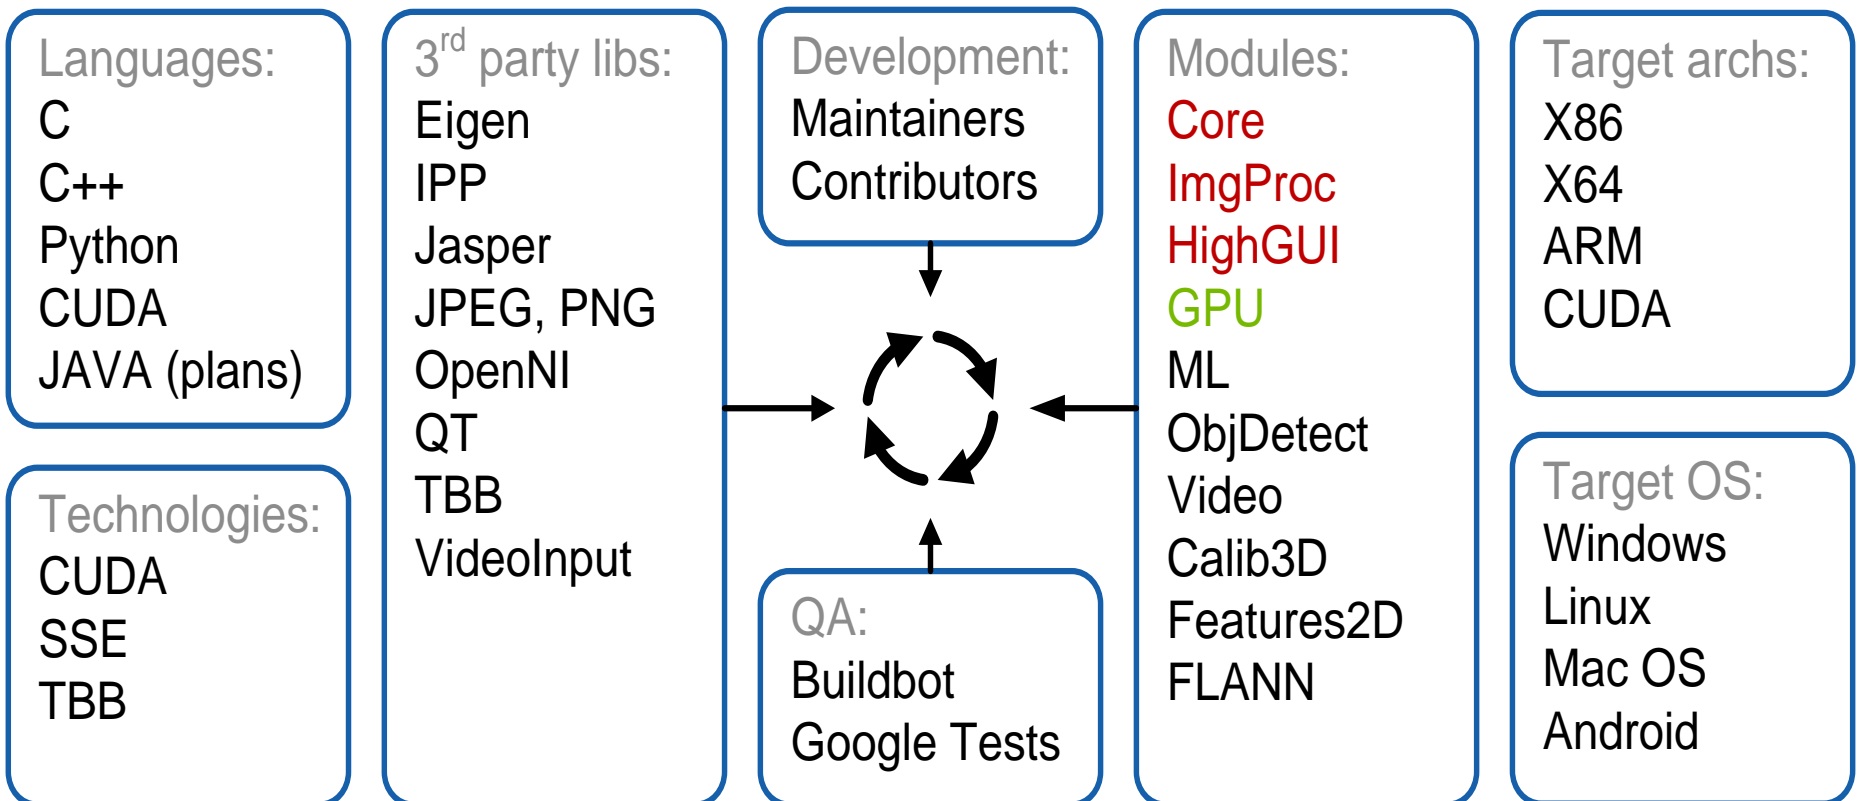 Languages:
C
C++
Python
CUDA
JAVA (plans)
Technologies:
CUDA
SSE
TBB
3rd party libs:
Eigen
IPP
Jasper
JPEG, PNG
OpenNI
QT
TBB
VideoInput
Development:
Maintainers
Contributors
QA:
Buildbot
Google Tests
Modules:
Core
ImgProc
HighGUI
GPU
ML
ObjDetect
Video
Calib3D
Features2D
FLANN
Target archs:
X86
X64
ARM
CUDA
Target OS:
Windows
Linux
Mac OS
Android